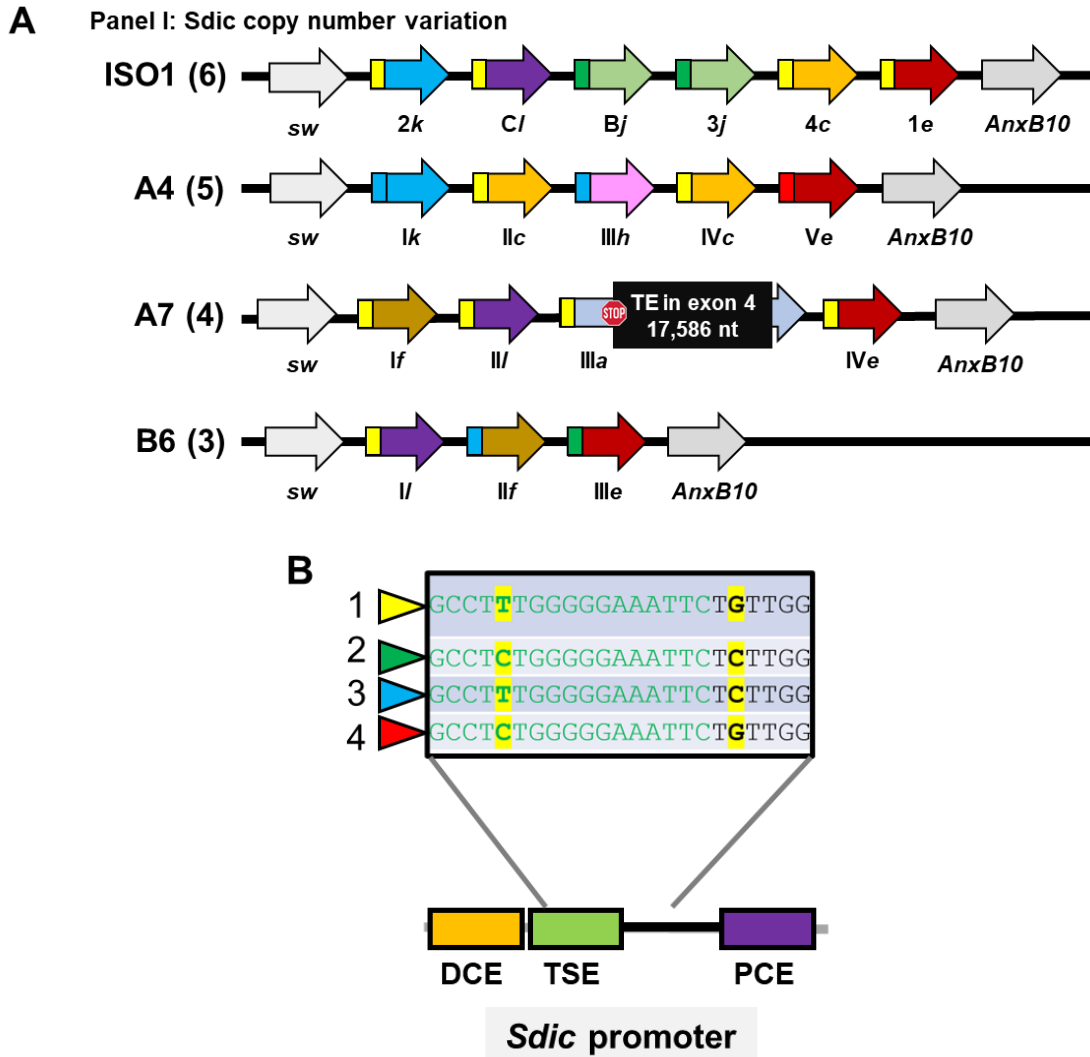 A
Panel I: Sdic copy number variation
ISO1 (6)
sw 2k Cl Bj 3j 4c 1e AnxB10
A4 (5)
sw Ik IIc IIIh IVc Ve AnxB10
A7 (4)
STOP
TE in exon 4
17,586 nt
sw If IIl IIIa IVe AnxB10
B6 (3)
sw Il IIf IIIe AnxB10
B
1 GCCTTTGGGGGAAATTCTGTTGG
2 GCCTCTGGGGGAAATTCTCTTGG
3 GCCTTTGGGGGAAATTCTCTTGG
4 GCCTCTGGGGGAAATTCTGTTGG
DCE TSE PCE
Sdic promoter